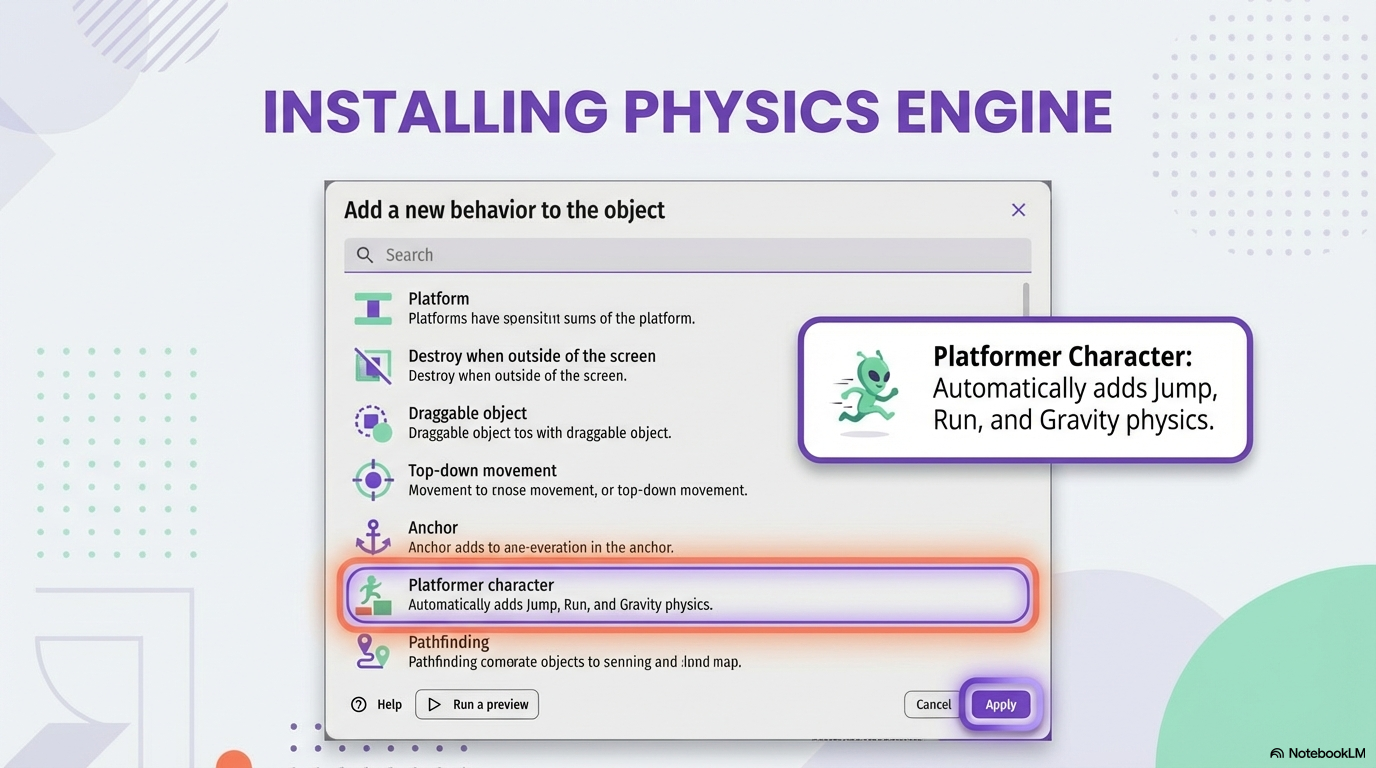 INSTALLING PHYSICS ENGINE
Add a new behavior to the object
Search
Platform
Platforms have spensitιıt sums of the platform.
Destroy when outside of the screen
Destroy when outside of the screen.
Draggable object
Draggable object tos with draggable object.
Top-down movement
Movement to movement, or top-down movement.
Anchor
Anchor adds to ane-everation in the anchor.
Platformer character
Automatically adds Jump, Run, and Gravity physics.
Pathfinding
Pathfinding objects to and map.
Platformer Character:
Automatically adds Jump,
Run, and Gravity physics.
Help
Run a preview
Cancel
Apply
NotebookLM